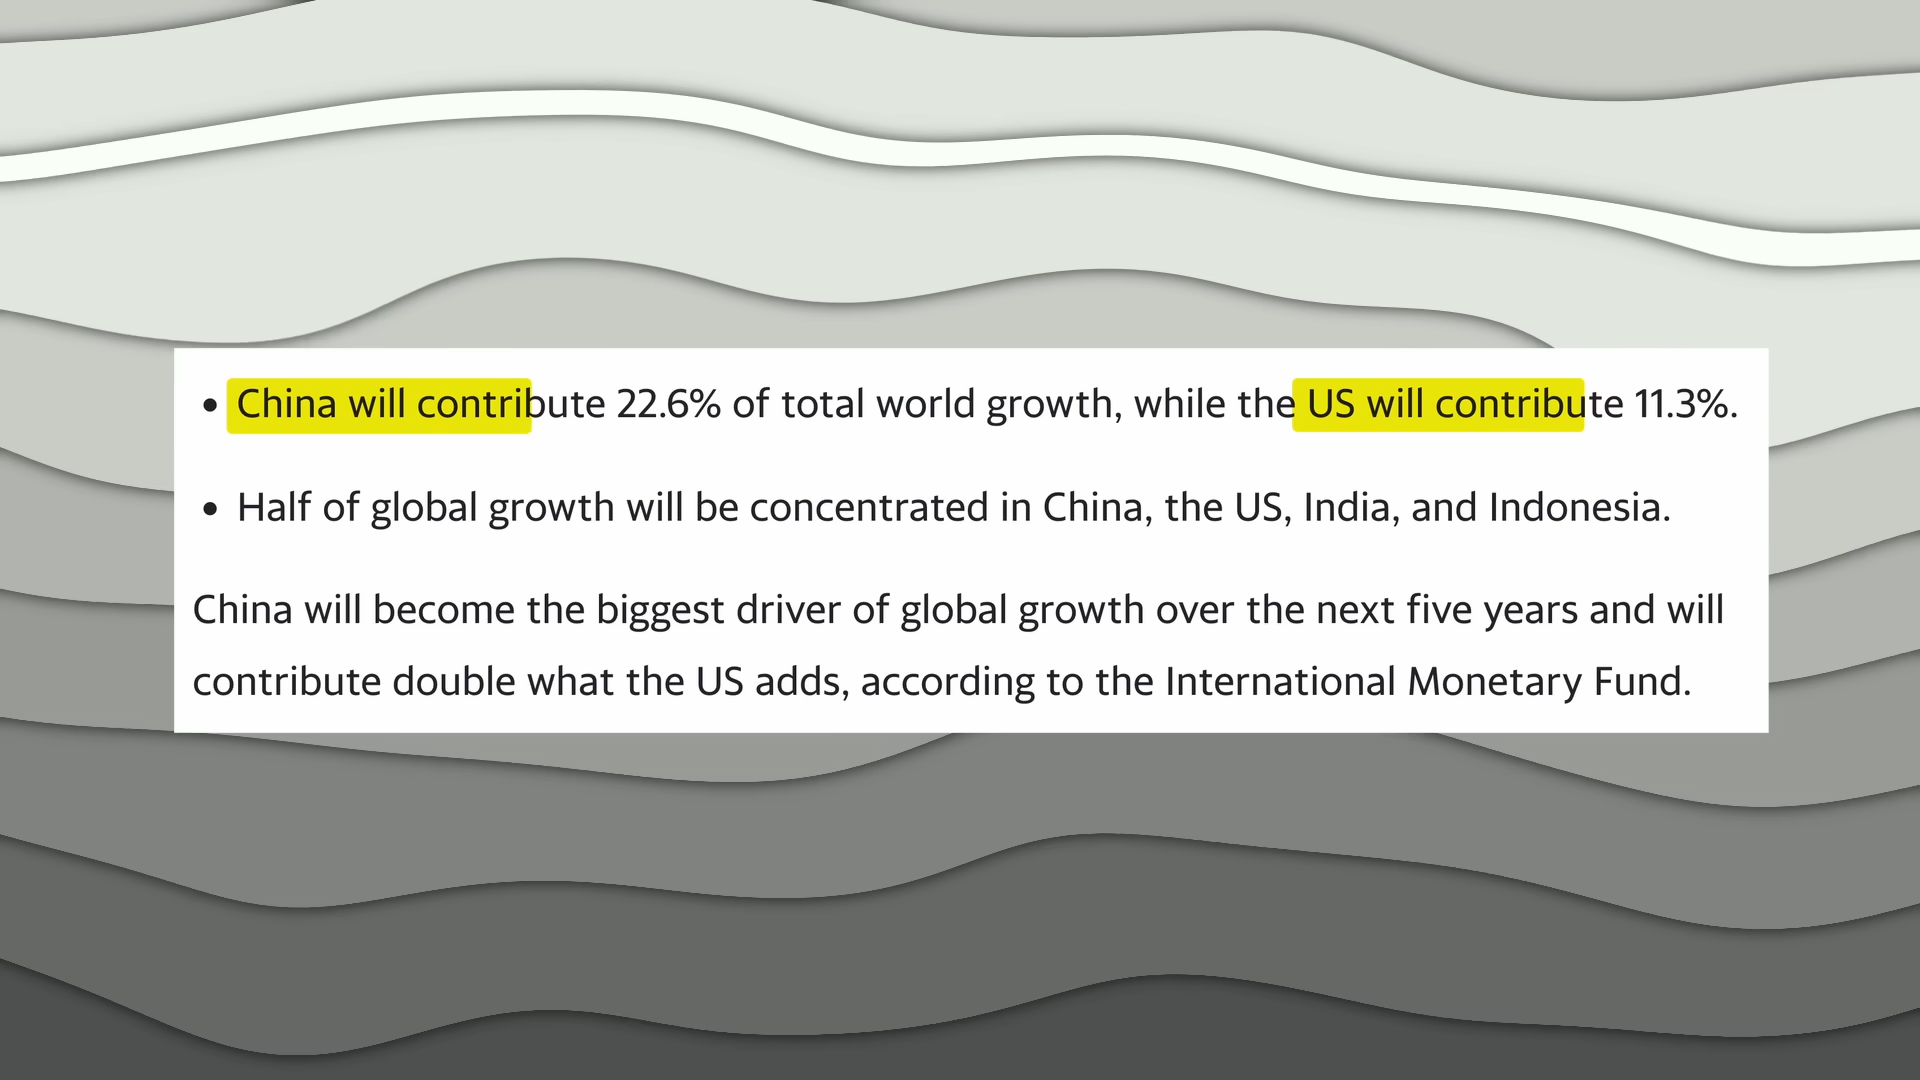 • China will contribute 22.6% of total world growth, while the US will contribute 11.3%.
• Half of global growth will be concentrated in China, the US, India, and Indonesia.
China will become the biggest driver of global growth over the next five years and will
contribute double what the US adds, according to the International Monetary Fund.